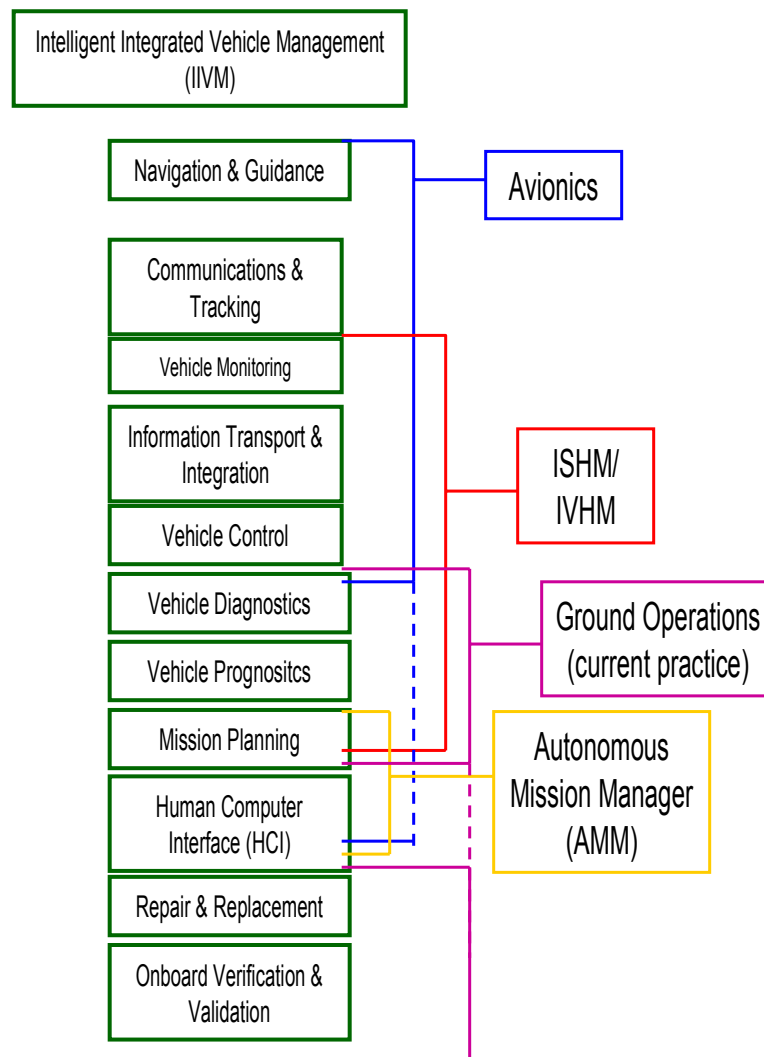 Intelligent Integrated Vehicle Management
(IIVM)
Navigation & Guidance
Avionics
Communications &
Tracking
Vehicle Monitoring
Information Transport &
Integration
ISHM/
IVHM
Vehicle Control
Vehicle Diagnostics
Ground Operations
(current practice)
Vehicle Prognositcs
Mission Planning
Autonomous
Mission Manager
(AMM)
Human Computer
Interface (HCI)
Repair & Replacement
Onboard Verification &
Validation